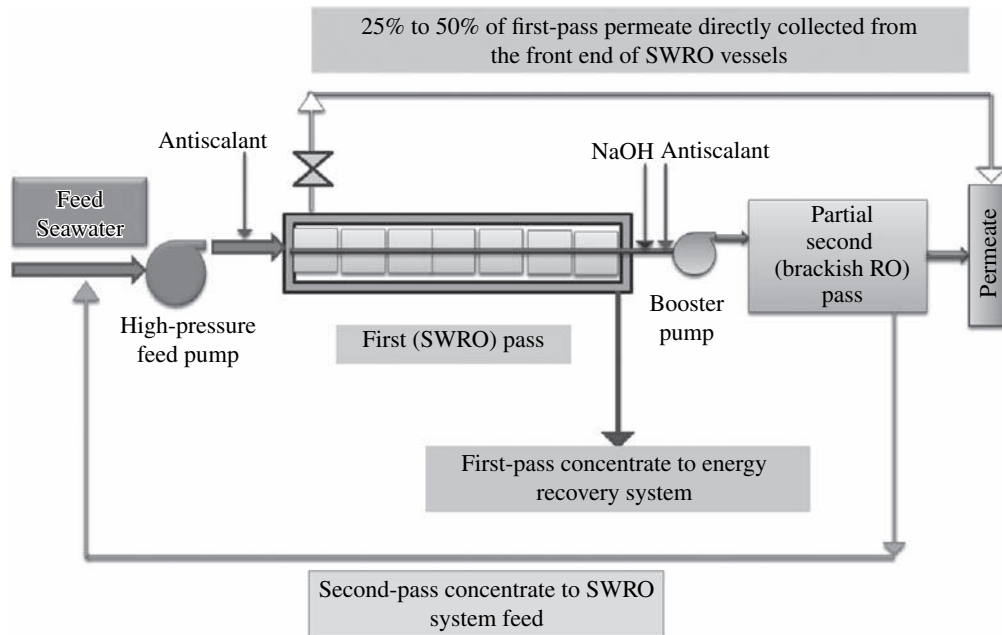 25% to 50% of first-pass permeate directly collected from
the front end of SWRO vessels
Antiscalant
NaOH Antiscalant
Feed
Seawater
Partial
second
(brackish RO)
pass
Permeate
High-pressure
feed pump
Booster
pump
First (SWRO) pass
First-pass concentrate to energy
recovery system
Second-pass concentrate to SWRO
system feed